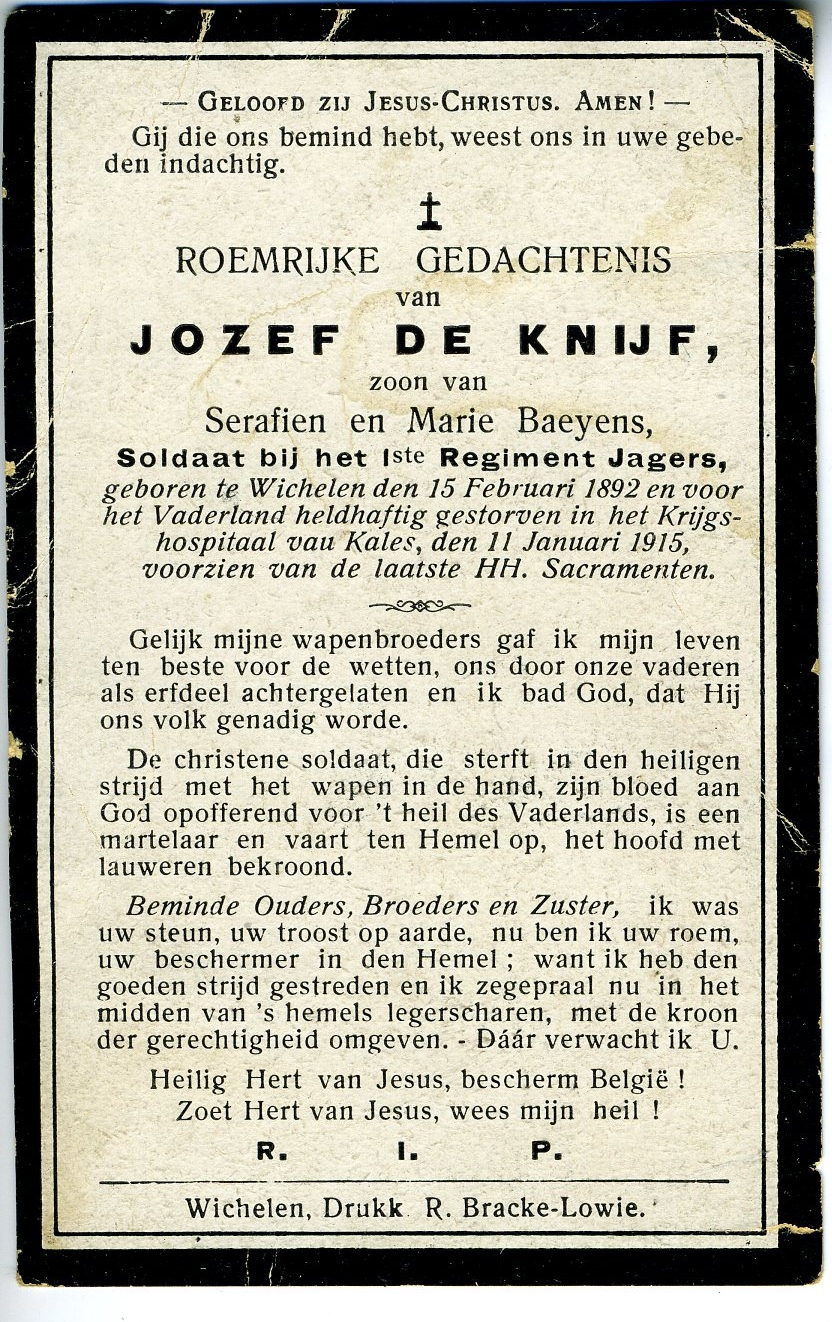 — GELOOFD ZIJ JESUS-CHRISTUS. AMEN! —
Gij die ons bemind hebt, weest ons in uwe gebe-
den indachtig.
ROEMRIJKE GEDACHTENIS
van
JOZEF DE KNIJF,
zoon van
Serafien en Marie Baeyens,
Soldaat bij het 1ste Regiment Jagers,
geboren te Wichelen den 15 Februari 1892 en voor
het Vaderland heldhaftig gestorven in het Krijgs-
hospitaal vau Kales, den 11 Januari 1915,
voorzien van de laatste HH. Sacramenten.
Gelijk mijne wapenbroeders gaf ik mijn leven
ten beste voor de wetten, ons door onze vaderen
als erfdeel achtergelaten en ik bad God, dat Hij
ons volk genadig worde.
De christene soldaat, die sterft in den heiligen
strijd met het wapen in de hand, zijn bloed aan
God opofferend voor 't heil des Vaderlands, is een
martelaar en vaart ten Hemel op, het hoofd met
lauweren bekroond.
Beminde Ouders, Broeders en Zuster, ik was
uw steun, uw troost op aarde, nu ben ik uw roem,
uw beschermer in den Hemel ; want ik heb den
goeden strijd gestreden en ik zegepraal nu in het
midden van 's hemels legerscharen, met de kroon
der gerechtigheid omgeven. - Dáár verwacht ik U.
Heilig Hert van Jesus, bescherm België !
Zoet Hert van Jesus, wees mijn heil !
R. I. P.
Wichelen, Drukk. R. Bracke-Lowie.